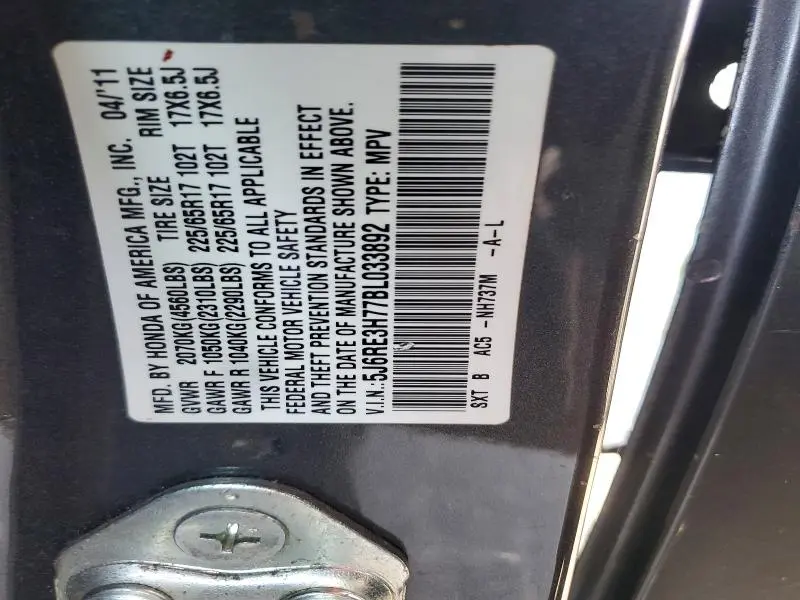 MFD. BY HONDA OF AMERICA MFG., INC. 04/'11
GVWR 2070KG(4560LBS) TIRE SIZE RIM SIZE
GAWR F 1050KG(2310LBS) 225/65R17 102T 17X6.5J
GAWR R 1040KG(2290LBS) 225/65R17 102T 17X6.5J
THIS VEHICLE CONFORMS TO ALL APPLICABLE
FEDERAL MOTOR VEHICLE SAFETY
AND THEFT PREVENTION STANDARDS IN EFFECT
ON THE DATE OF MANUFACTURE SHOWN ABOVE.
V.I.N:5J6RE3H77BL033892 TYPE: MPV
SXT B AC5 -NH737M -A-L